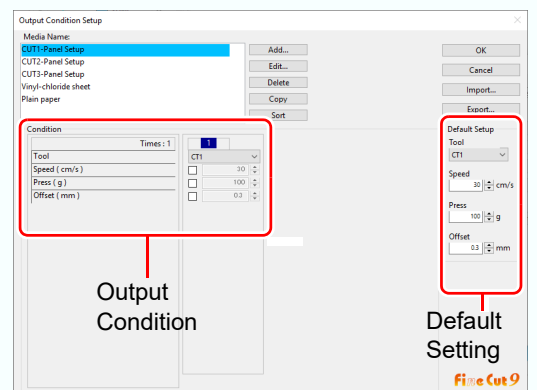 Output Condition Setup
Media Name:
CUT1-Panel Setup
CUT2-Panel Setup
CUT3-Panel Setup
Vinyl-chloride sheet
Plain paper
Add...
Edit...
Delete
Copy
Sort
OK
Cancel
Import...
Export...
Condition
Times : 1
1
Tool
CT1
Speed ( cm/s )
30
Press ( g )
100
Offset ( mm )
0.3
Default Setup
Tool
CT1
Speed
30 cm/s
Press
100 g
Offset
0.3 mm
Output
Condition
Default
Setting
Fine Cut 9